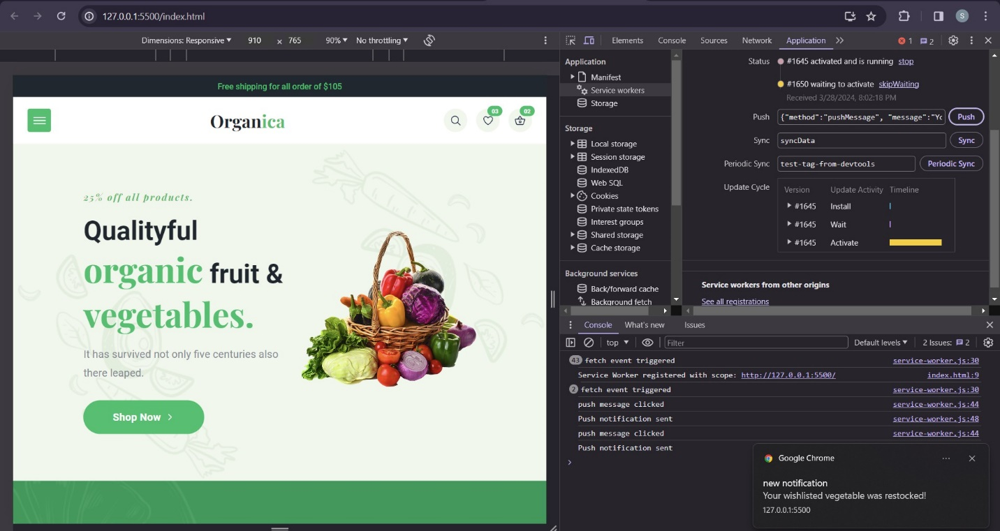 127.0.0.1:5500/index.html
S
Dimensions: Responsive 910 × 765 90% No throttling
Elements Console Sources Network Application 1 2
Free shipping for all order of $105
Organica
03
02
25% off all products.
Qualityful
organic fruit &
vegetables.
It has survived not only five centuries also
there leaped.
Shop Now
Application
Manifest
Service workers
Storage
Storage
Local storage
Session storage
IndexedDB
Web SQL
Cookies
Private state tokens
Interest groups
Shared storage
Cache storage
Background services
Back/forward cache
Background fetch
Status #1645 activated and is running stop
#1650 waiting to activate skipWaiting
Received 3/28/2024, 8:02:18 PM
Push {"method":"pushMessage", "message":"Yo Push
Sync syncData Sync
Periodic Sync test-tag-from-devtools Periodic Sync
Update Cycle Version Update Activity Timeline
#1645 Install
#1645 Wait
#1645 Activate
Service workers from other origins
See all registrations
Console What's new Issues
top Filter Default levels 2 Issues: 2
43 fetch event triggered service-worker.js:30
Service Worker registered with scope: http://127.0.0.1:5500/ index.html:9
2 fetch event triggered service-worker.js:30
push message clicked service-worker.js:44
Push notification sent service-worker.js:48
push message clicked service-worker.js:44
Push notification sent
Google Chrome
new notification
Your wishlisted vegetable was restocked!
127.0.0.1:5500